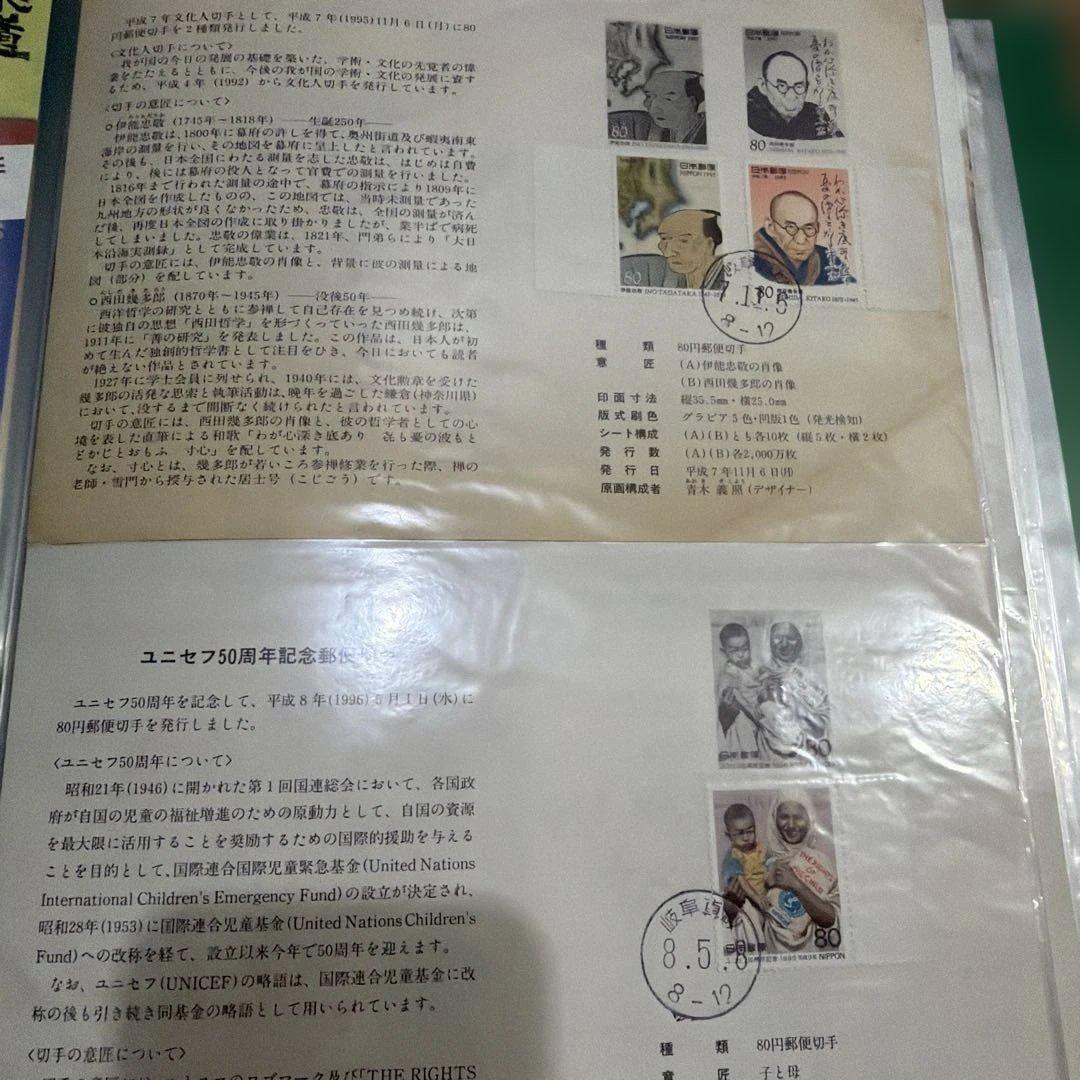 平成7年文化人切手として、平成7年(1995)11月6日(月)に80
円郵便切手を2種類発行しました。
〈文化人切手について〉
我が国の今日の発展の基礎を築いた、学術・文化の先覚者の偉
業をたたえるとともに、今後の我が国の学術・文化の発展に資す
るため、平成4年(1992)から文化人切手を発行しています。
〈切手の意匠について〉
○伊能忠敬 (1745年～1818年) ——生誕250年——
伊能忠敬は、1800年に幕府の許しを得て、奥州街道及び蝦夷南東
海岸の測量を行い、その地図を幕府に呈上したと言われています。
その後も、日本全国にわたる測量を志した忠敬は、はじめは自費
により、後には幕府の役人となって官費での測量を行いました。
1816年まで行われた測量の途中で、幕府の指示により1809年に
日本全図を作成したものの、この地図では、当時未測量であった
九州地方の形状が良くなかったため、忠敬は、全国の測量が済ん
だ後、再度日本全図の作成に取り掛かりましたが、業半ばで病死
してしまいました。忠敬の偉業は、1821年、門弟らにより「大日
本沿海実測録」として完成しています。
切手の意匠には、伊能忠敬の肖像と、背景に彼の測量による地
図(部分)を配しています。
○西田幾多郎 (1870年～1945年) ——没後50年——
西洋哲学の研究とともに参禅して自己存在を見つめ続け、次第
に彼独自の思想「西田哲学」を形づくっていった西田幾多郎は、
1911年に「善の研究」を発表しました。この作品は、日本人が初
めて生んだ独創的哲学書として注目をひき、今日においても読者
が絶えない作品とされています。
1927年に学士会員に列せられ、1940年には、文化勲章を受けた
幾多郎の活発な思索と執筆活動は、晩年を過ごした鎌倉(神奈川県)
において、没するまで間断なく続けられたと言われています。
切手の意匠には、西田幾多郎の肖像と、彼の哲学者としての心
境を表した直筆による和歌「わが心深き底あり 㐂も憂の波もと
どかじとおもふ 寸心」を配しています。
なお、寸心とは、幾多郎が若いころ参禅修業を行った際、禅の
老師・雪門から授与された居士号(こじごう)です。
日本郵便
NIPPON
80
日本郵便
80
日本郵便
NIPPON
80
伊能忠敬 INO TADATAKA
日本郵便
NIPPON
80
岐阜
7.11.6
8-12
種類 80円郵便切手
意匠 (A)伊能忠敬の肖像
(B)西田幾多郎の肖像
印面寸法 縦35.5mm・横25.0mm
版式刷色 グラビア5色・凹版1色 (発光検知)
シート構成 (A)(B)とも各10枚 (縦5枚・横2枚)
発行数 (A)(B)各2,000万枚
発行日 平成7年11月6日(月)
原画構成者 青木 義照(デザイナー)
ユニセフ50周年記念郵便
ユニセフ50周年を記念して、平成8年(1996)5月1日(水)に
80円郵便切手を発行しました。
〈ユニセフ50周年について〉
昭和21年(1946)に開かれた第1回国連総会において、各国政
府が自国の児童の福祉増進のための原動力として、自国の資源
を最大限に活用することを奨励するための国際的援助を与える
ことを目的として、国際連合国際児童緊急基金(United Nations
International Children's Emergency Fund)の設立が決定され、
昭和28年(1953)に国際連合児童基金(United Nations Children's
Fund)への改称を経て、設立以来今年で50周年を迎えます。
なお、ユニセフ(UNICEF)の略語は、国際連合児童基金に改
称の後も引き続き同基金の略語として用いられています。
〈切手の意匠について〉
THE RIGHTS
日本郵便
80
日本郵便
80
NIPPON
岐阜
8.5.8
8-12
種類 80円郵便切手
意匠 子と母